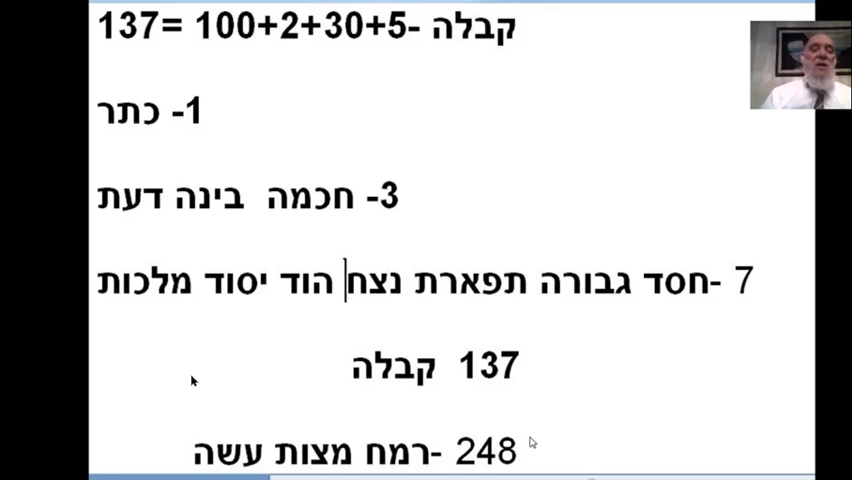 קבלה -5+30+2+100 =137
1- כתר
3- חכמה בינה דעת
7 -חסד גבורה תפארת נצח הוד יסוד מלכות
137 קבלה
248 -רמח מצות עשה